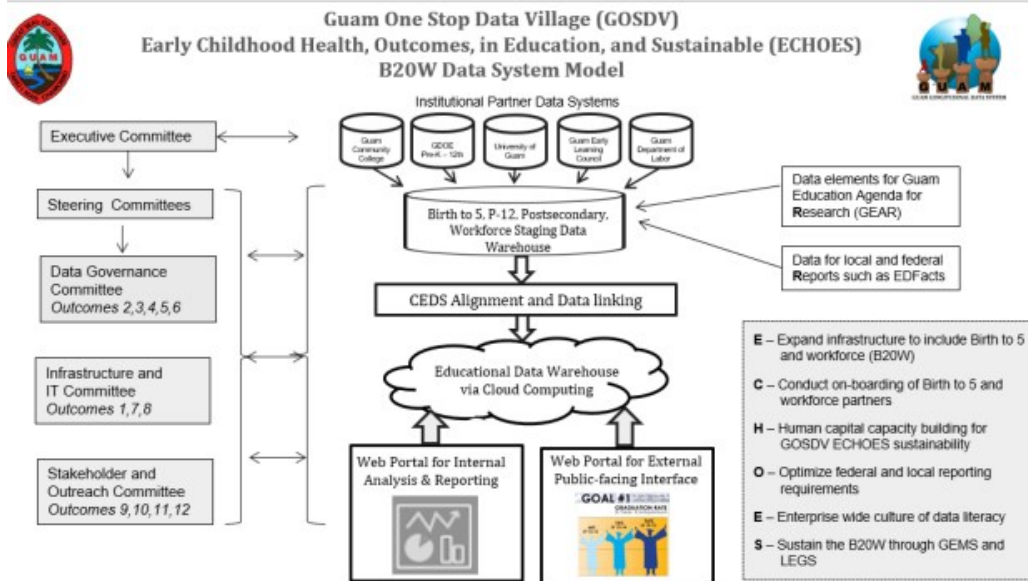 Guam One Stop Data Village (GOSDV)
Early Childhood Health, Outcomes, in Education, and Sustainable (ECHOES)
B20W Data System Model
GUAM
GUAM
GUAM LONGITUDINAL DATA SYSTEM
Institutional Partner Data Systems
Guam
Community
College
GDOE
Pre-K – 12th
University of
Guam
Guam Early
Learning
Council
Guam
Department of
Labor
Executive Committee
Steering Committees
Data Governance
Committee
Outcomes 2,3,4,5,6
Infrastructure and
IT Committee
Outcomes 1,7,8
Stakeholder and
Outreach Committee
Outcomes 9,10,11,12
Birth to 5, P-12, Postsecondary,
Workforce Staging Data
Warehouse
CEDS Alignment and Data linking
Educational Data Warehouse
via Cloud Computing
Web Portal for Internal
Analysis & Reporting
Web Portal for External
Public-facing Interface
GOAL #1
GRADUATION RATE
Data elements for Guam
Education Agenda for
Research (GEAR)
Data for local and federal
Reports such as EDFacts
E – Expand infrastructure to include Birth to 5
and workforce (B20W)
C – Conduct on-boarding of Birth to 5 and
workforce partners
H – Human capital capacity building for
GOSDV ECHOES sustainability
O – Optimize federal and local reporting
requirements
E – Enterprise wide culture of data literacy
S – Sustain the B20W through GEMS and
LEGS